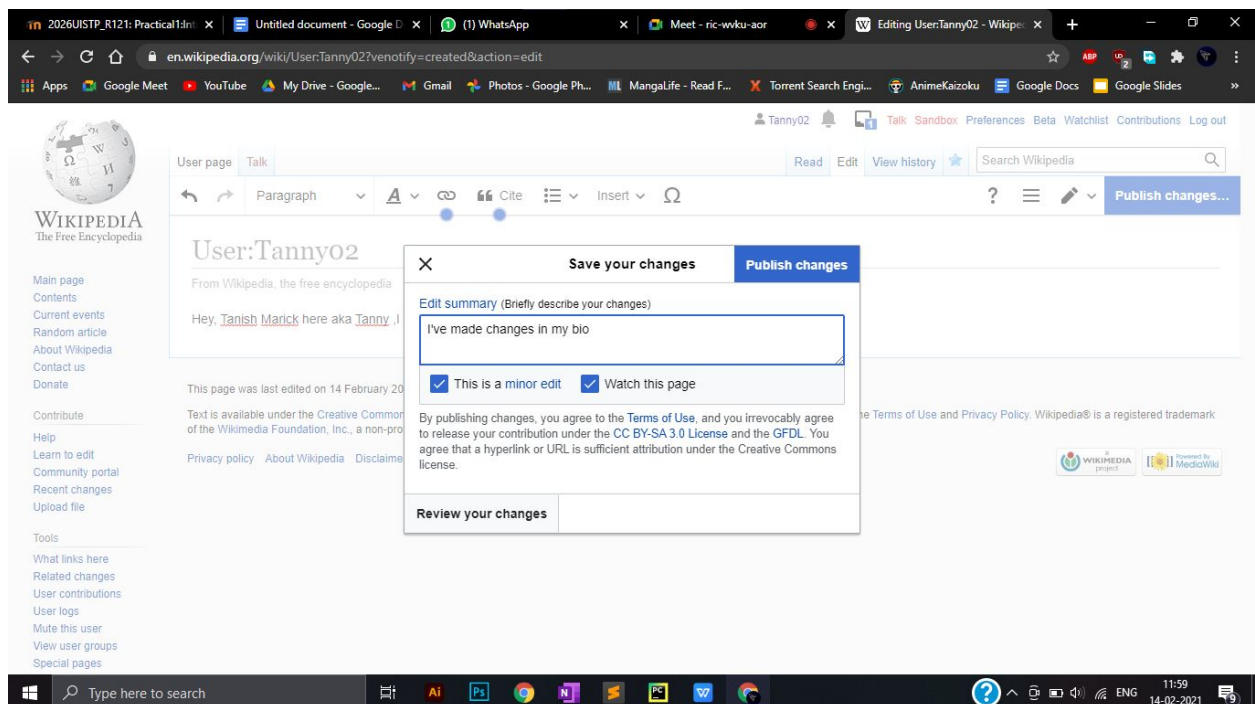 2026UISTP_R121: Practical1:Int
Untitled document - Google D
(1) WhatsApp
Meet - ric-wvku-aor
Editing User:Tanny02 - Wikipe
en.wikipedia.org/wiki/User:Tanny02?venotify=created&action=edit
ABP
2
Apps Google Meet YouTube My Drive - Google... Gmail Photos - Google Ph... MangaLife - Read F... Torrent Search Engi... AnimeKaizoku Google Docs Google Slides »
Tanny02 1 Talk Sandbox Preferences Beta Watchlist Contributions Log out
User page Talk Read Edit View history Search Wikipedia
Paragraph A Cite Insert Ω ? Publish changes...
WIKIPEDIA
The Free Encyclopedia
User:Tanny02
From Wikipedia, the free encyclopedia
Hey, Tanish Marick here aka Tanny ,I
This page was last edited on 14 February 20
Text is available under the Creative Common
of the Wikimedia Foundation, Inc., a non-pro
he Terms of Use and Privacy Policy. Wikipedia® is a registered trademark
Privacy policy About Wikipedia Disclaime
WIKIMEDIA
project
Powered By
MediaWiki
Save your changes
Publish changes
Edit summary (Briefly describe your changes)
I've made changes in my bio
This is a minor edit Watch this page
By publishing changes, you agree to the Terms of Use, and you irrevocably agree
to release your contribution under the CC BY-SA 3.0 License and the GFDL. You
agree that a hyperlink or URL is sufficient attribution under the Creative Commons
license.
Review your changes
Main page
Contents
Current events
Random article
About Wikipedia
Contact us
Donate
Contribute
Help
Learn to edit
Community portal
Recent changes
Upload file
Tools
What links here
Related changes
User contributions
User logs
Mute this user
View user groups
Special pages
Type here to search
Ai Ps N PC W
ENG
11:59
14-02-2021
9